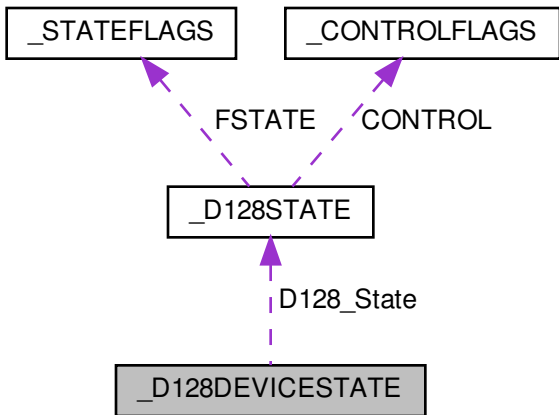 _STATEFLAGS
_CONTROLFLAGS
FSTATE
CONTROL
_D128STATE
D128_State
_D128DEVICESTATE